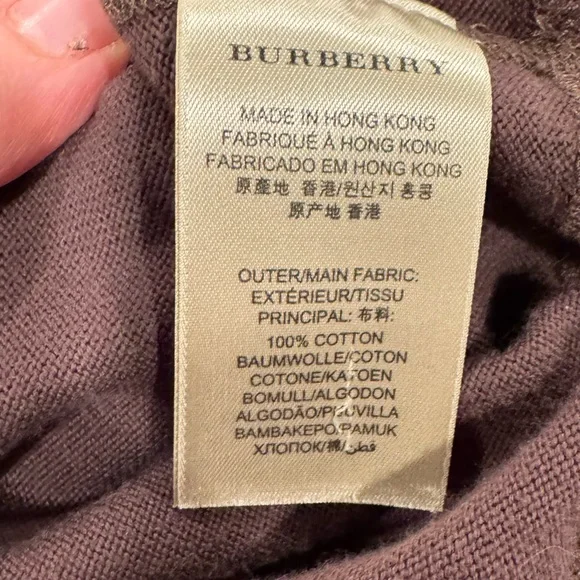 BURBERRY
MADE IN HONG KONG
FABRIQUÉ À HONG KONG
FABRICADO EM HONG KONG
原產地 香港/원산지 홍콩
原产地 香港
OUTER/MAIN FABRIC:
EXTÉRIEUR/TISSU
PRINCIPAL: 布料:
100% COTTON
BAUMWOLLE/COTON
COTONE/KATOEN
BOMULL/ALGODON
ALGODÃO/PUUVILLA
BAMBAKEPO/PAMUK
ХЛОПОК/棉/قطن